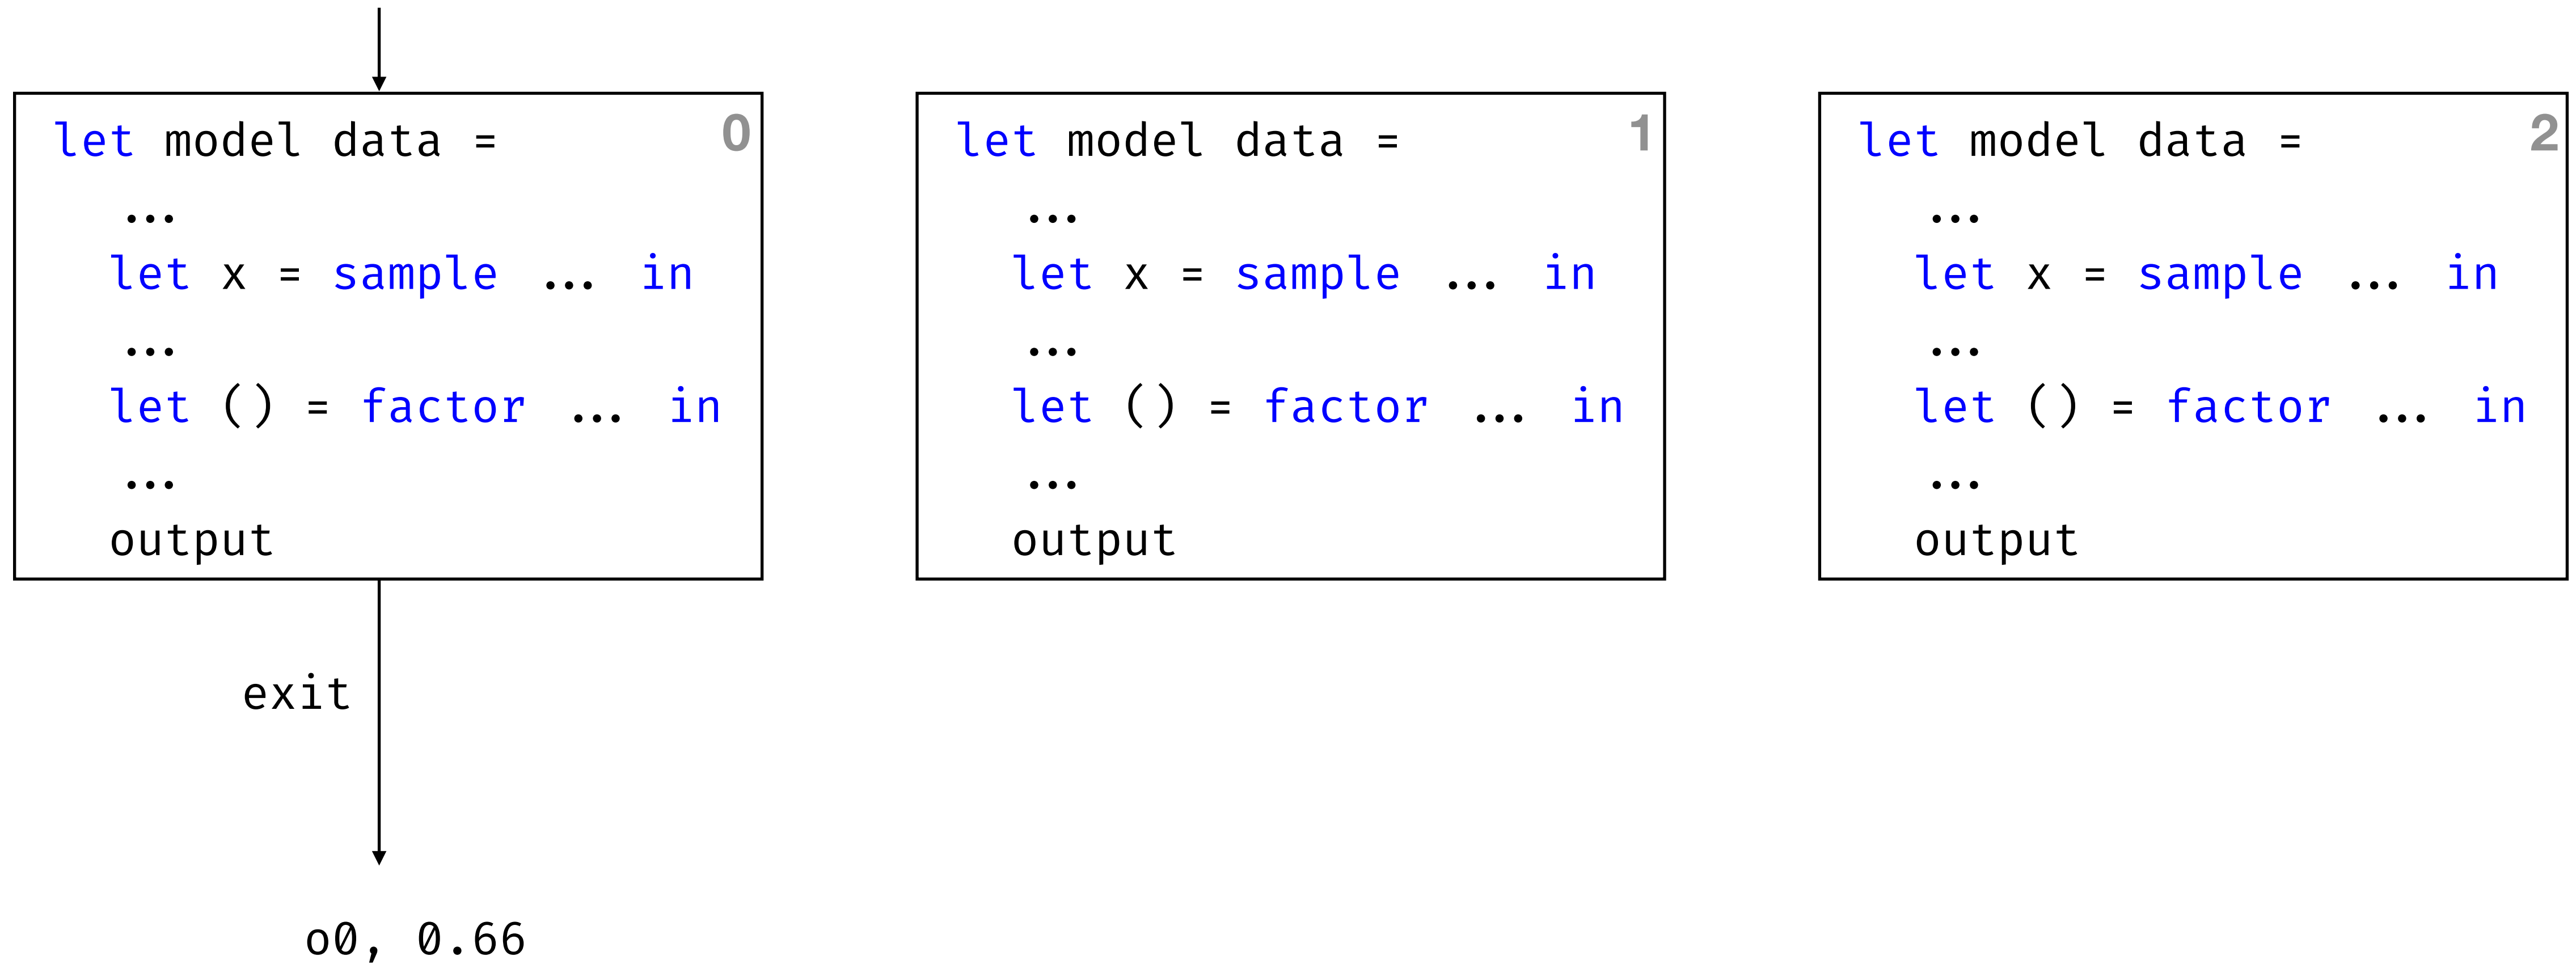 let model data = 0
...
let x = sample ... in
...
let () = factor ... in
...
output
let model data = 1
...
let x = sample ... in
...
let () = factor ... in
...
output
let model data = 2
...
let x = sample ... in
...
let () = factor ... in
...
output
exit
o0, 0.66